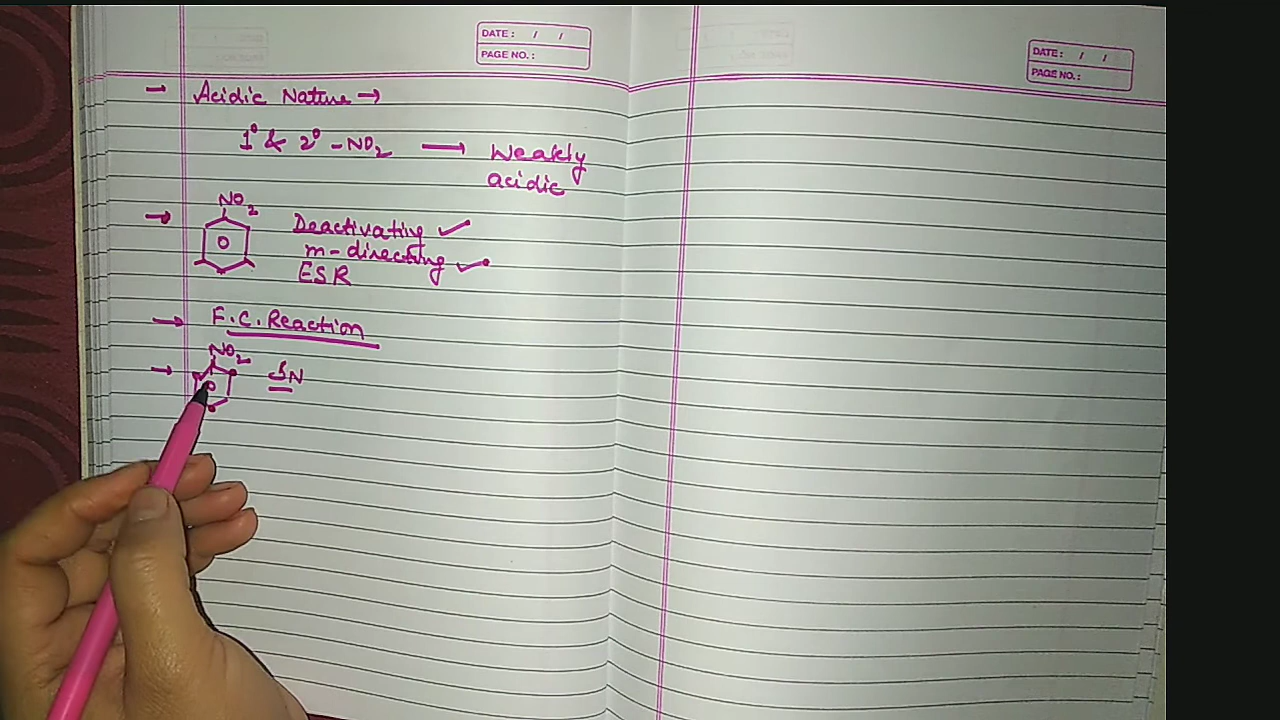 DATE: / /
PAGE NO.:
DATE: / /
PAGE NO.:
→ Acidic Nature →
1° & 2° - NO2 → Weakly
acidic
NO2
→ Deactivating ✓
m-directing ✓
ESR
→ F.C. Reaction
NO2
→ SN